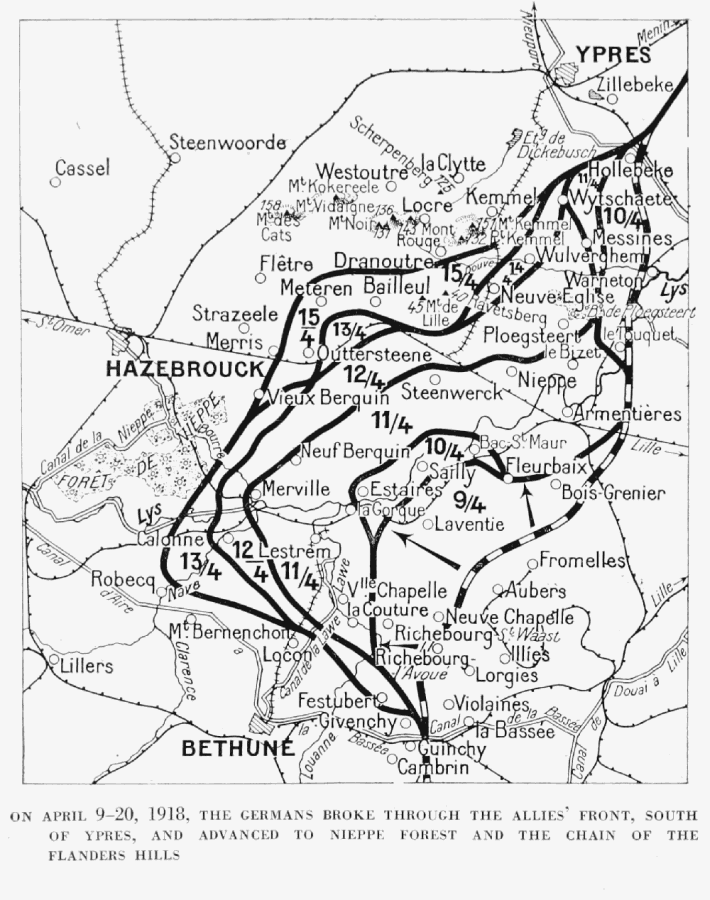 Nieuport
Menin
YPRES
Zillebeke
Steenwoorde
Cassel
Scherpenberg
la Clytte
125
Etg de
Dickebusch
Westoutre
Mt Kokereele
158
Mt Vidaigne
136
Mt des
Cats
Mt Noir
131
Locre
143 Mont
Rouge
Kemmel
157 Mt Kemmel
132
Kemmel
Hollebeke
11/4
Wytschaete
10/4
Messines
Wulverghem
Warneton
Lys
Dranoutre
Flêtre
Meteren
Bailleul
15/4
14/4
40 Ravetsberg
45 Mt de
Lille
Neuve-Eglise
de Ploegsteert
Ploegsteert
le Touquet
le Bizet
Strazeele
Merris
St Omer
HAZEBROUCK
15/4
13/4
Outtersteene
12/4
Vieux Berquin
Steenwerck
Nieppe
Armentières
Lille
11/4
Canal de la
Nieppe
Bourre
FORÊT DE NIEPPE
Neuf Berquin
10/4
Bac-St Maur
Sailly
Fleurbaix
Bois-Grenier
Merville
Estaires
9/4
la Gorgue
Laventie
Lys
Calonne
Canal
d'Aire
à
la
Robecq
13/4
12/4
Lestrem
11/4
Lawe
Fromelles
Aubers
Nave
Vlle Chapelle
la Couture
Neuve Chapelle
Richebourg-St Waast
Mt Bernenchon
Clarence
Locon
Canal de la Lawe
Richebourg-
l'Avoué
Illies
Lorgies
Lille
Lillers
Festubert
Givenchy
Violaines
la Bassée
Canal de la Bassée
Douai à Lille
Canal de
BETHUNE
Louanne
Bassée
Guinchy
Cambrin
ON APRIL 9–20, 1918, THE GERMANS BROKE THROUGH THE ALLIES' FRONT, SOUTH
OF YPRES, AND ADVANCED TO NIEPPE FOREST AND THE CHAIN OF THE
FLANDERS HILLS